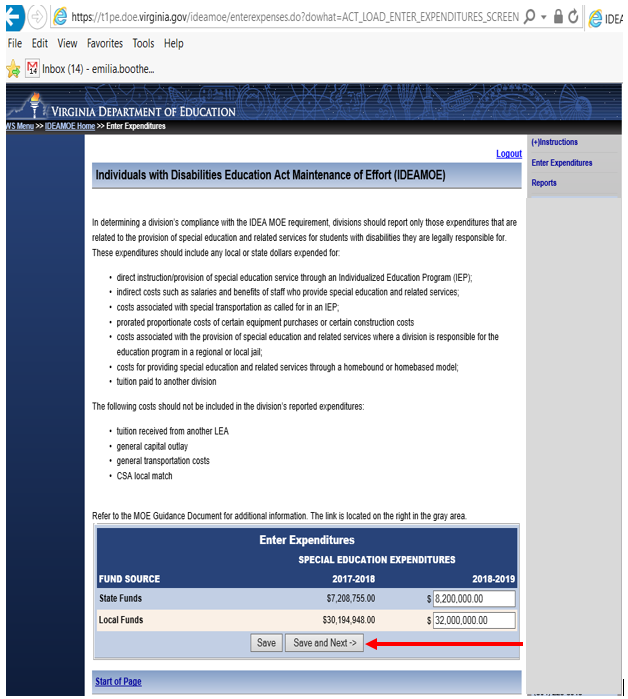 https://t1pe.doe.virginia.gov/ideamoe/enterexpenses.do?dowhat=ACT_LOAD_ENTER_EXPENDITURES_SCREEN
IDEA
File Edit View Favorites Tools Help
14 Inbox (14) - emilia.boothe...
VIRGINIA DEPARTMENT OF EDUCATION
WS Menu >> IDEAMOE Home >> Enter Expenditures
(+)Instructions
Enter Expenditures
Reports
Logout
Individuals with Disabilities Education Act Maintenance of Effort (IDEAMOE)
In determining a division's compliance with the IDEA MOE requirement, divisions should report only those expenditures that are
related to the provision of special education and related services for students with disabilities they are legally responsible for.
These expenditures should include any local or state dollars expended for:
• direct instruction/provision of special education service through an Individualized Education Program (IEP);
• indirect costs such as salaries and benefits of staff who provide special education and related services;
• costs associated with special transportation as called for in an IEP;
• prorated proportionate costs of certain equipment purchases or certain construction costs
• costs associated with the provision of special education and related services where a division is responsible for the
education program in a regional or local jail;
• costs for providing special education and related services through a homebound or homebased model;
• tuition paid to another division
The following costs should not be included in the division's reported expenditures:
• tuition received from another LEA
• general capital outlay
• general transportation costs
• CSA local match
Refer to the MOE Guidance Document for additional information. The link is located on the right in the gray area.
Enter Expenditures
SPECIAL EDUCATION EXPENDITURES
FUND SOURCE 2017-2018 2018-2019
State Funds $7,208,755.00 $ 8,200,000.00
Local Funds $30,194,948.00 $ 32,000,000.00
Save Save and Next ->
Start of Page